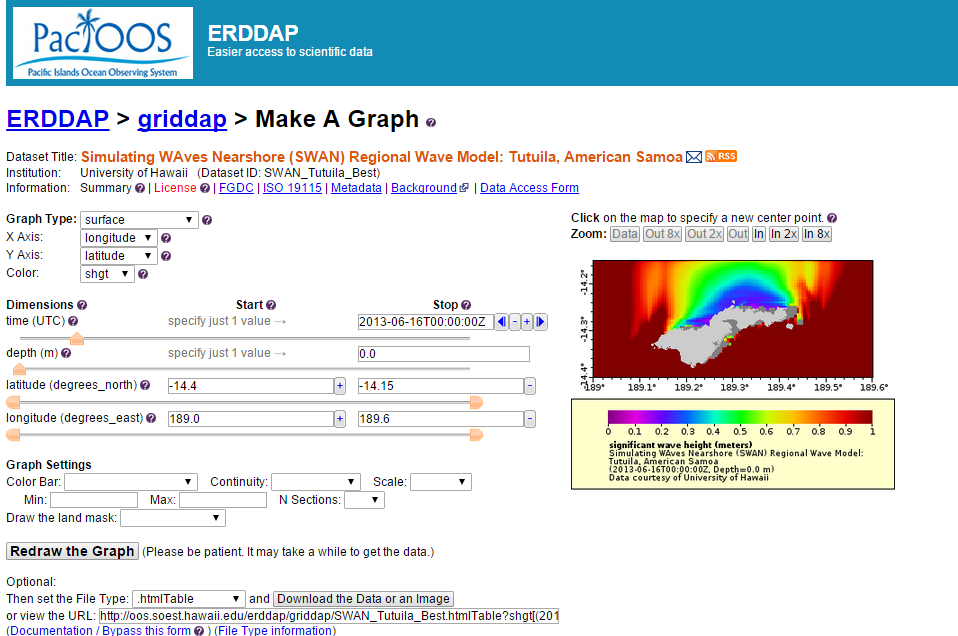 PacIOOS
Pacific Islands Ocean Observing System
ERDDAP
Easier access to scientific data
ERDDAP > griddap > Make A Graph ?
Dataset Title: Simulating WAves Nearshore (SWAN) Regional Wave Model: Tutuila, American Samoa RSS
Institution: University of Hawaii (Dataset ID: SWAN_Tutuila_Best)
Information: Summary ? | License ? | FGDC | ISO 19115 | Metadata | Background | Data Access Form
Graph Type: surface ?
X Axis: longitude ?
Y Axis: latitude ?
Color: shgt ?
Dimensions ? Start ? Stop ?
time (UTC) ? specify just 1 value → 2013-06-16T00:00:00Z - +
depth (m) ? specify just 1 value → 0.0
latitude (degrees_north) ? -14.4 + -14.15 -
longitude (degrees_east) ? 189.0 + 189.6 -
Graph Settings
Color Bar: Continuity: Scale:
Min: Max: N Sections:
Draw the land mask:
Redraw the Graph (Please be patient. It may take a while to get the data.)
Optional:
Then set the File Type: .htmlTable and Download the Data or an Image
or view the URL: http://oos.soest.hawaii.edu/erddap/griddap/SWAN_Tutuila_Best.htmlTable?shgt[(201
(Documentation / Bypass this form ? ) (File Type information)
Click on the map to specify a new center point. ?
Zoom: Data Out 8x Out 2x Out In In 2x In 8x
-14.2°
-14.3°
-14.4°
189° 189.1° 189.2° 189.3° 189.4° 189.5° 189.6°
0 0.1 0.2 0.3 0.4 0.5 0.6 0.7 0.8 0.9 1
significant wave height (meters)
Simulating WAves Nearshore (SWAN) Regional Wave Model:
Tutuila, American Samoa
(2013-06-16T00:00:00Z, Depth=0.0 m)
Data courtesy of University of Hawaii